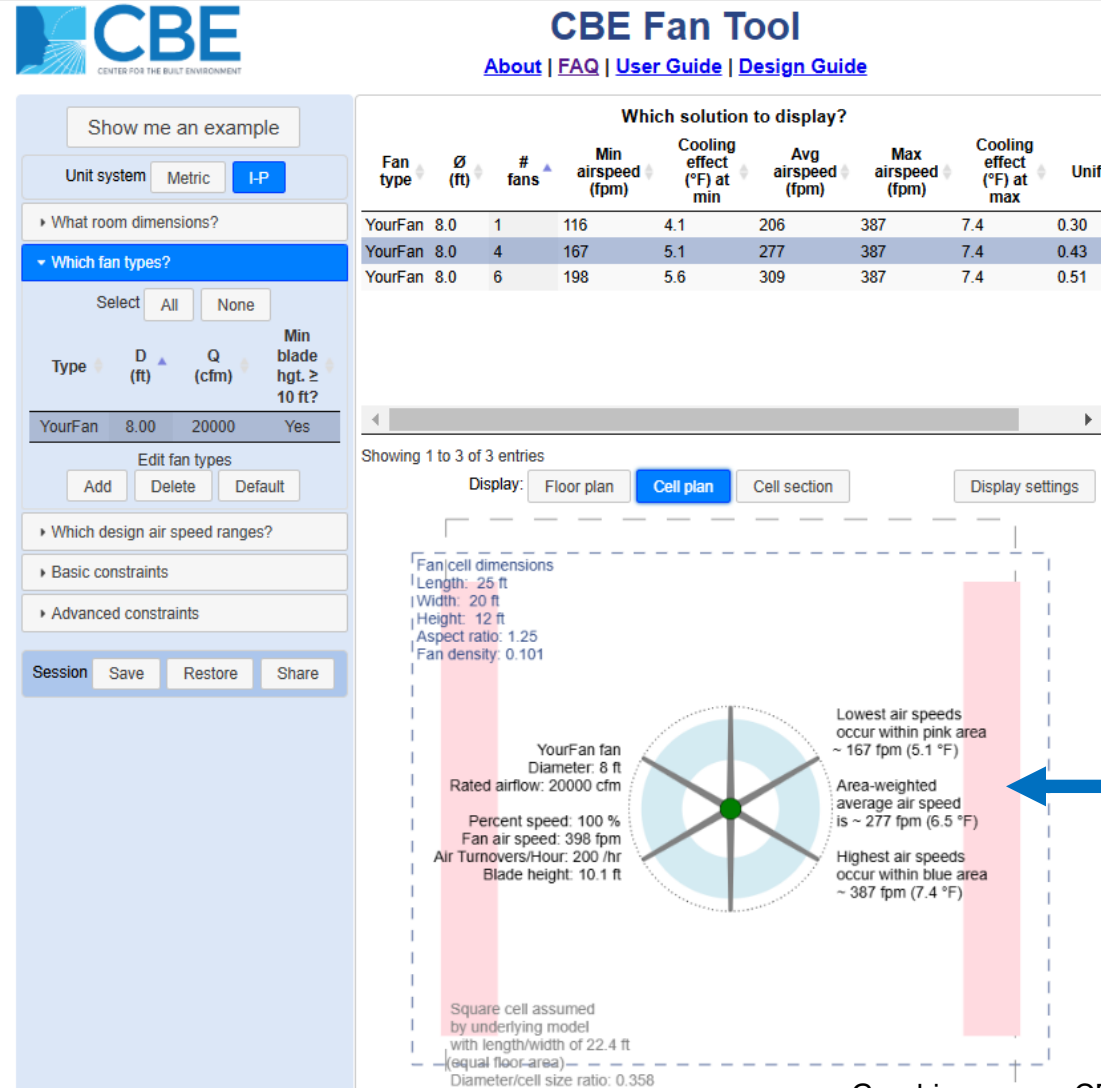 CBE
CENTER FOR THE BUILT ENVIRONMENT
CBE Fan Tool
About | FAQ | User Guide | Design Guide
Show me an example
Unit system Metric I-P
▸ What room dimensions?
▾ Which fan types?
Select All None
Type D (ft) Q (cfm) Min blade hgt. ≥ 10 ft?
YourFan 8.00 20000 Yes
Edit fan types
Add Delete Default
▸ Which design air speed ranges?
▸ Basic constraints
▸ Advanced constraints
Session Save Restore Share
Which solution to display?
Fan type Ø (ft) # fans Min airspeed (fpm) Cooling effect (°F) at min Avg airspeed (fpm) Max airspeed (fpm) Cooling effect (°F) at max Unif
YourFan 8.0 1 116 4.1 206 387 7.4 0.30
YourFan 8.0 4 167 5.1 277 387 7.4 0.43
YourFan 8.0 6 198 5.6 309 387 7.4 0.51
Showing 1 to 3 of 3 entries
Display: Floor plan Cell plan Cell section Display settings
Fan cell dimensions
Length: 25 ft
Width: 20 ft
Height: 12 ft
Aspect ratio: 1.25
Fan density: 0.101
YourFan fan
Diameter: 8 ft
Rated airflow: 20000 cfm
Percent speed: 100 %
Fan air speed: 398 fpm
Air Turnovers/Hour: 200 /hr
Blade height: 10.1 ft
Lowest air speeds
occur within pink area
~ 167 fpm (5.1 °F)
Area-weighted
average air speed
is ~ 277 fpm (6.5 °F)
Highest air speeds
occur within blue area
~ 387 fpm (7.4 °F)
Square cell assumed
by underlying model
with length/width of 22.4 ft
(equal floor area)
Diameter/cell size ratio: 0.358